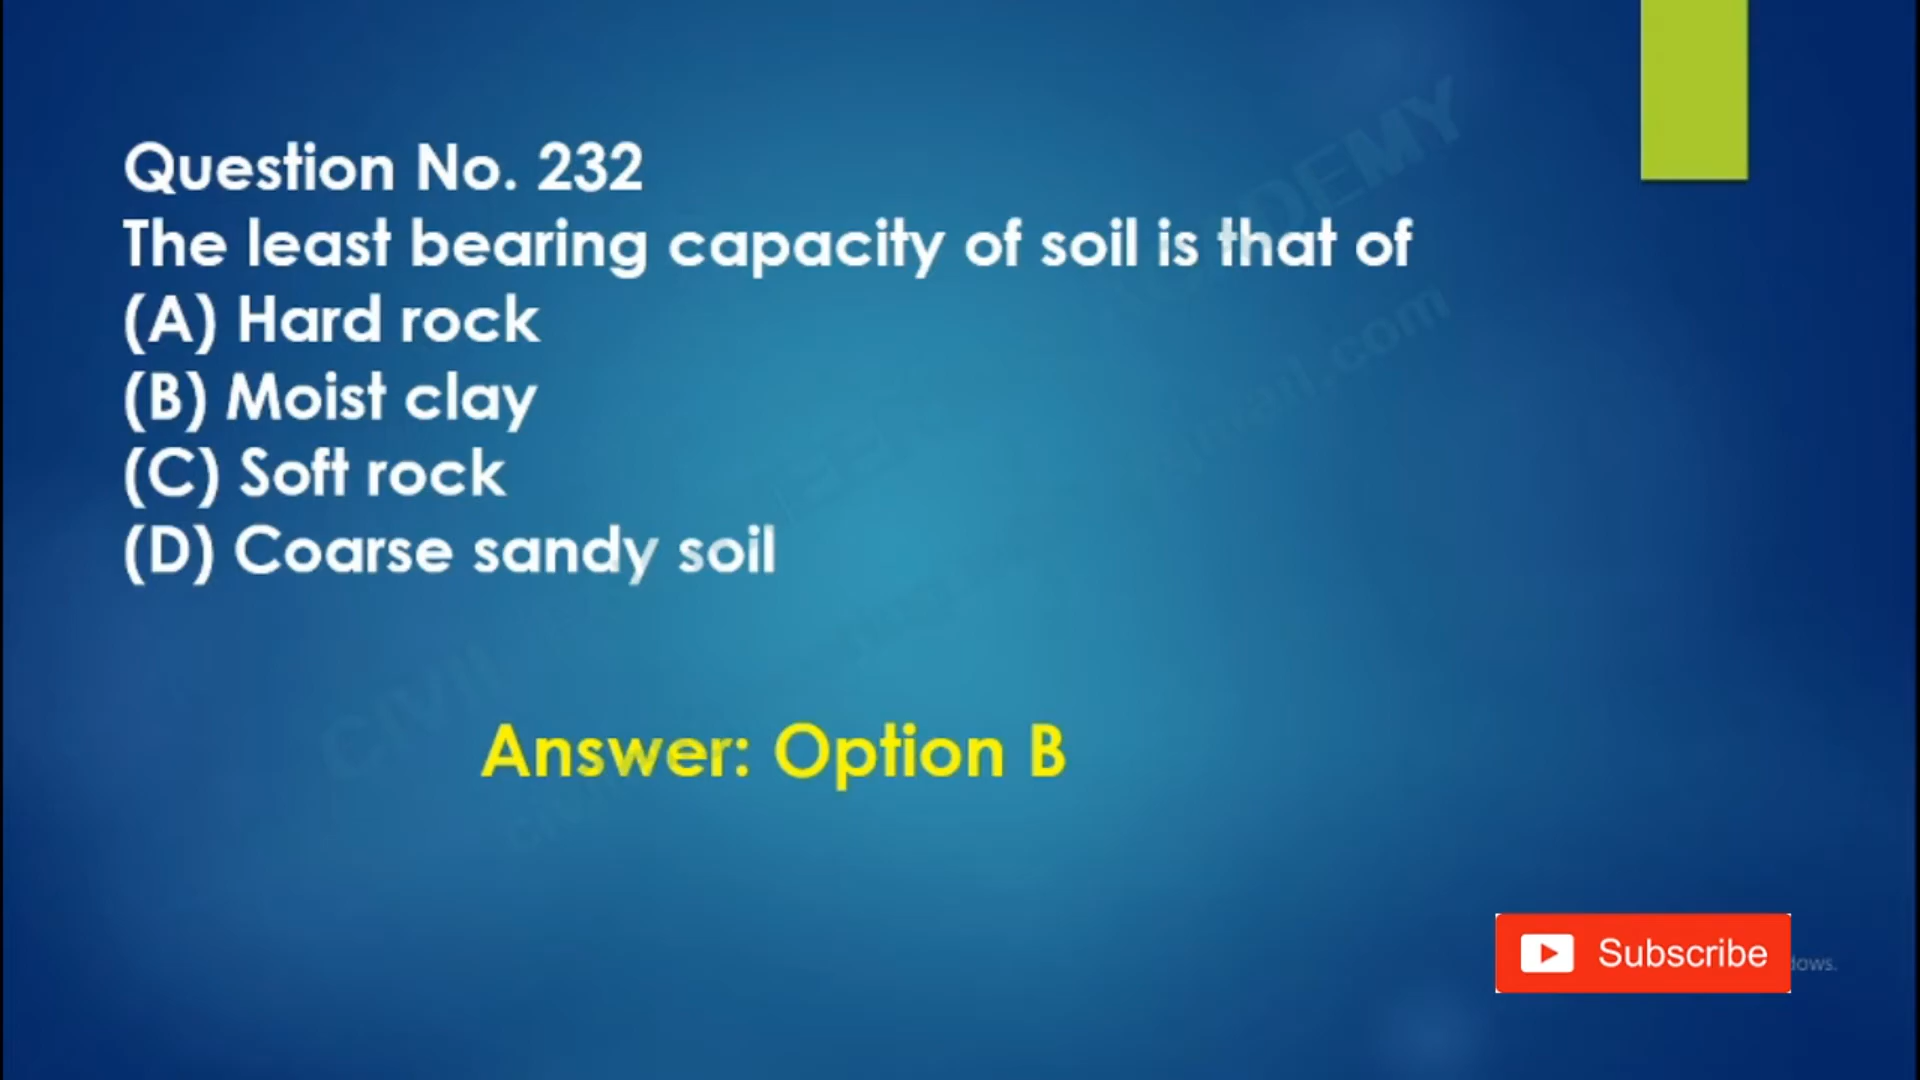 Question No. 232
The least bearing capacity of soil is that of
(A) Hard rock
(B) Moist clay
(C) Soft rock
(D) Coarse sandy soil
Answer: Option B
Subscribe